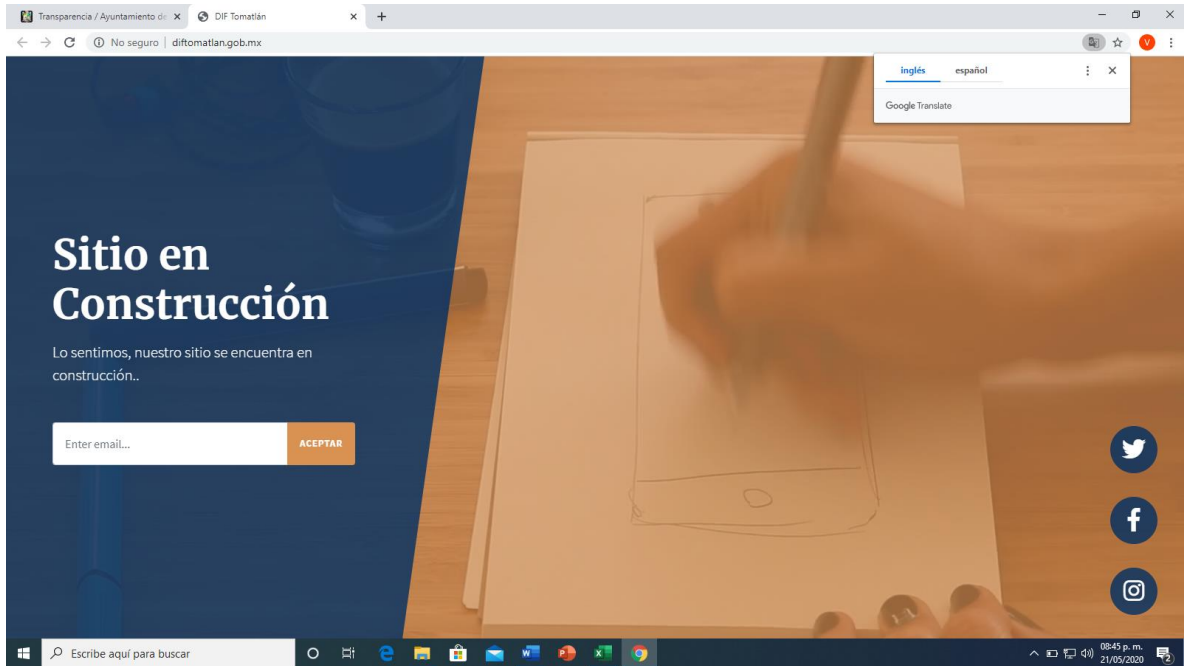 Transparencia / Ayuntamiento de
DIF Tomatlán
No seguro | diftomatlan.gob.mx
V
inglés español
Google Translate
Sitio en
Construcción
Lo sentimos, nuestro sitio se encuentra en
construcción..
Enter email... ACEPTAR
Escribe aquí para buscar
08:45 p. m.
21/05/2020
2